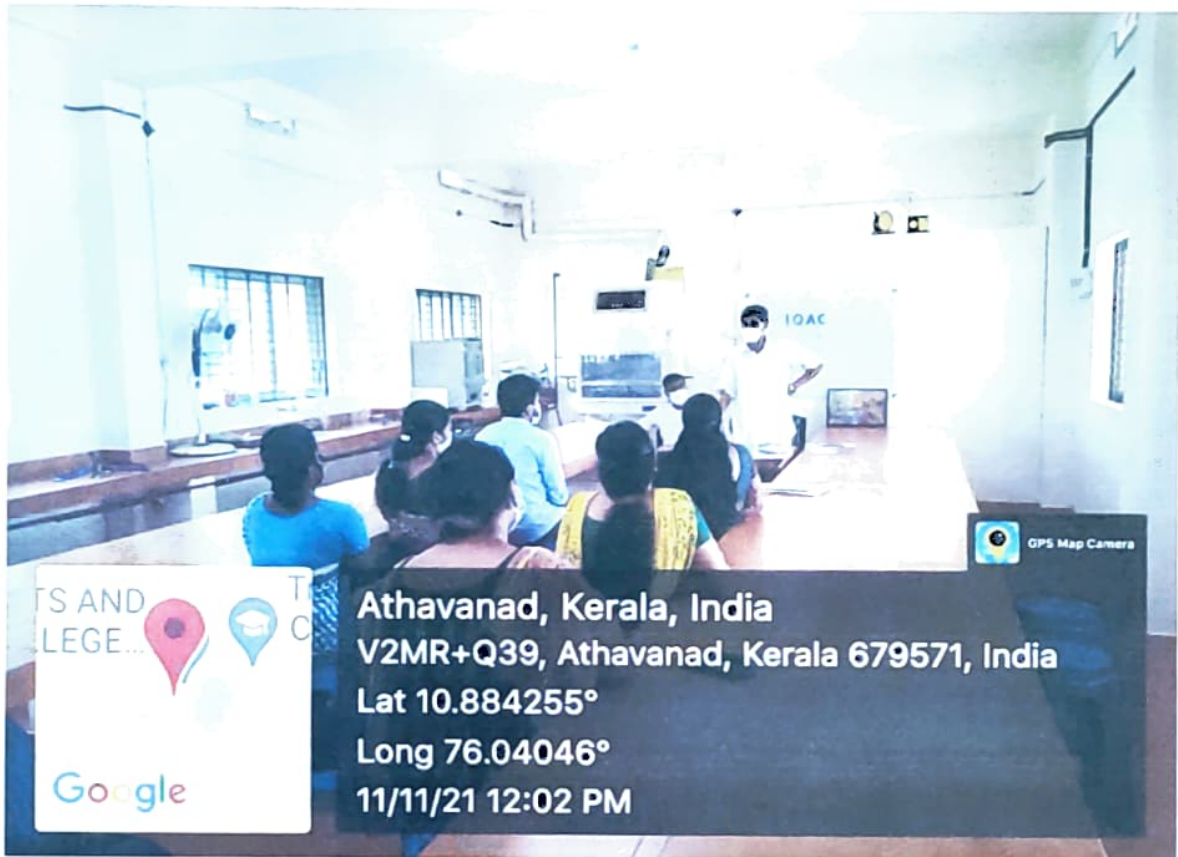 IQAC
GPS Map Camera
TS AND
LLEGE...
T
C
Athavanad, Kerala, India
V2MR+Q39, Athavanad, Kerala 679571, India
Lat 10.884255°
Long 76.04046°
11/11/21 12:02 PM
Google